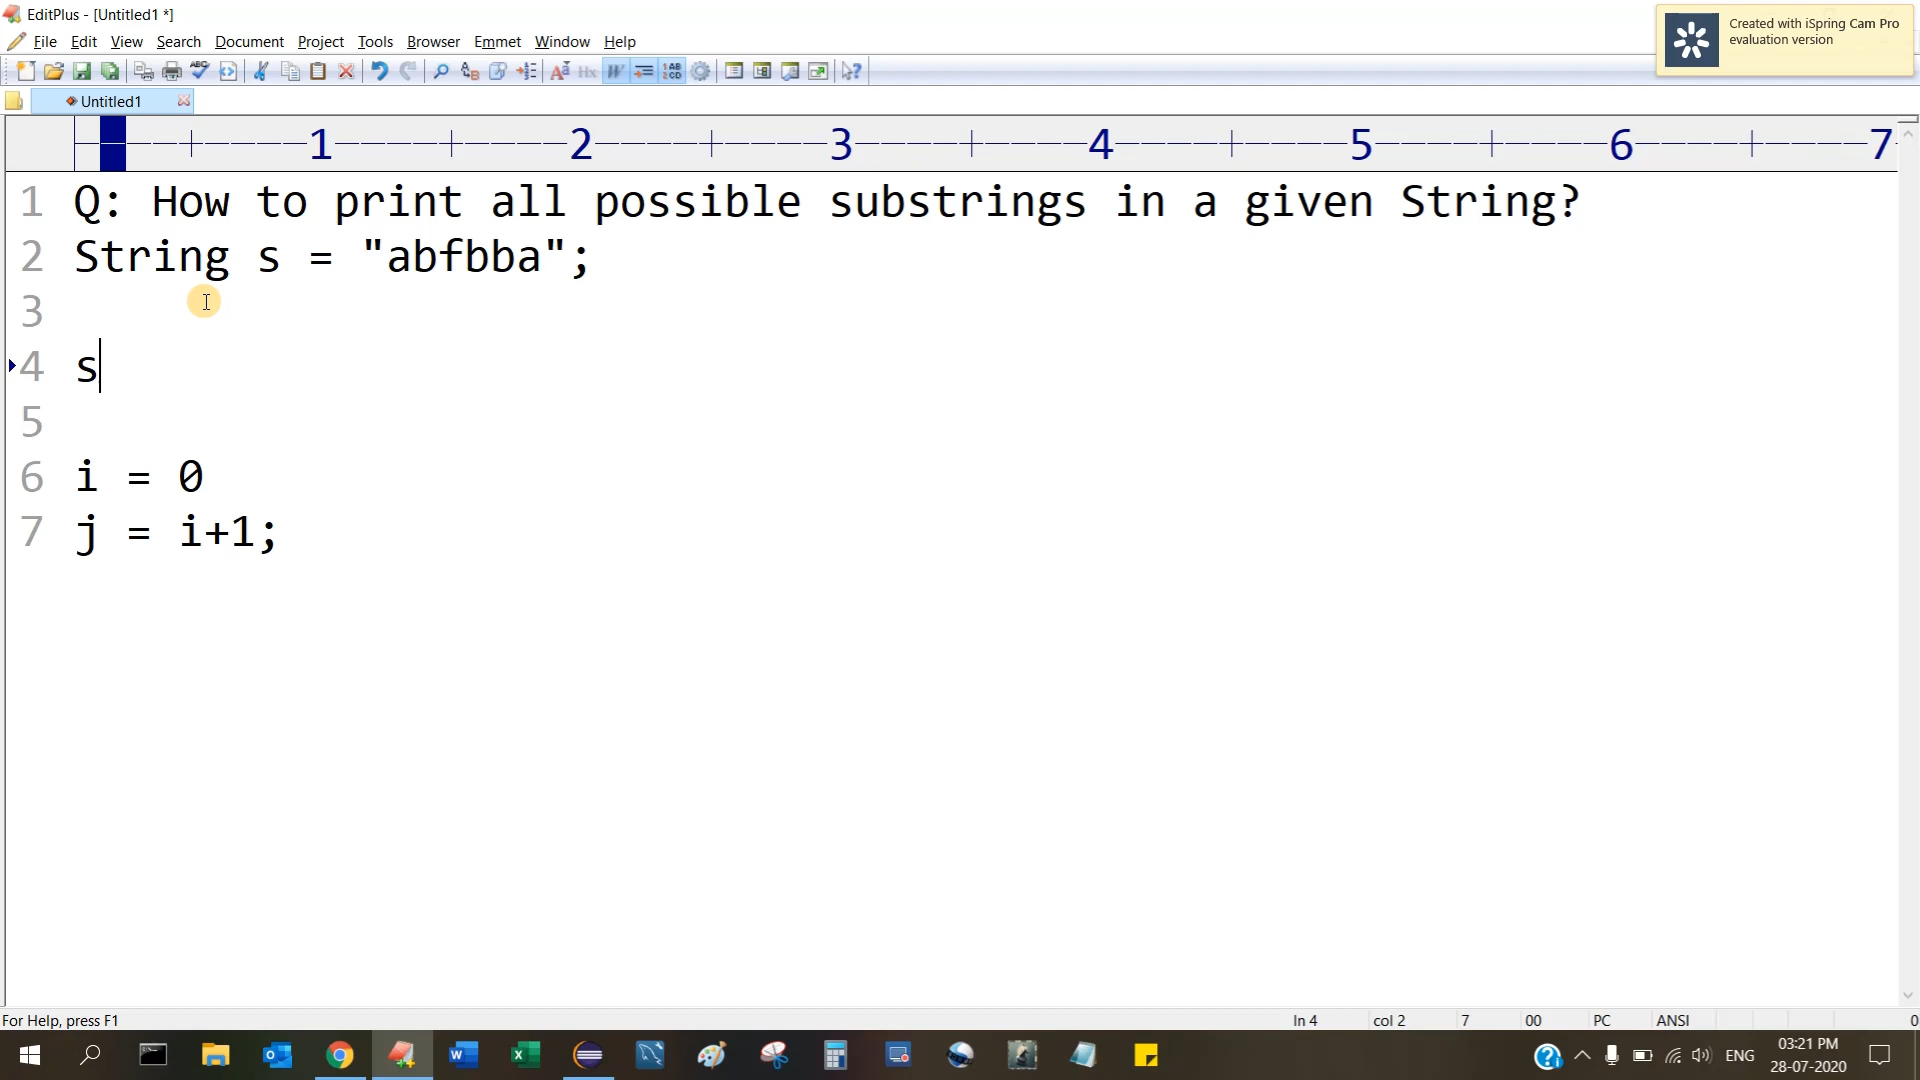 EditPlus - [Untitled1 *]
Created with iSpring Cam Pro
evaluation version
File Edit View Search Document Project Tools Browser Emmet Window Help
Untitled1
1 2 3 4 5 6 7
1 Q: How to print all possible substrings in a given String?
2 String s = "abfbba";
3
4 s
5
6 i = 0
7 j = i+1;
For Help, press F1 ln 4 col 2 7 00 PC ANSI 0
ENG 03:21 PM
28-07-2020